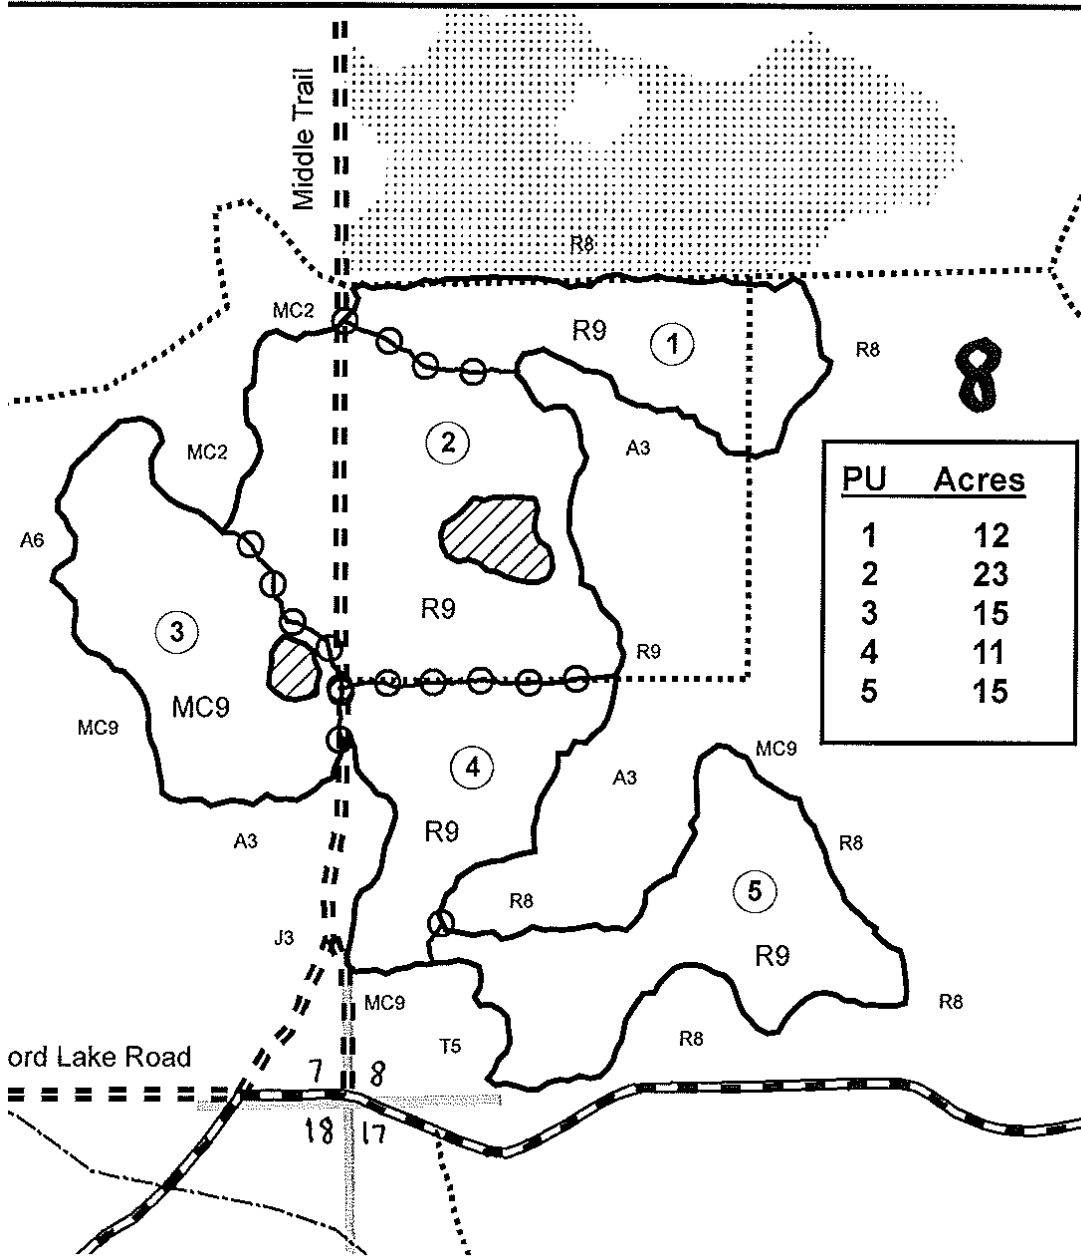 Middle Trail
R8
MC2
R9
1
R8
8
2
A3
MC2
PU Acres
1 12
2 23
3 15
4 11
5 15
A6
R9
3
R9
MC9
MC9
MC9
4
A3
R9
A3
R8
5
R8
J3
R9
MC9
R8
R8
T5
ord Lake Road
7 8
18 17